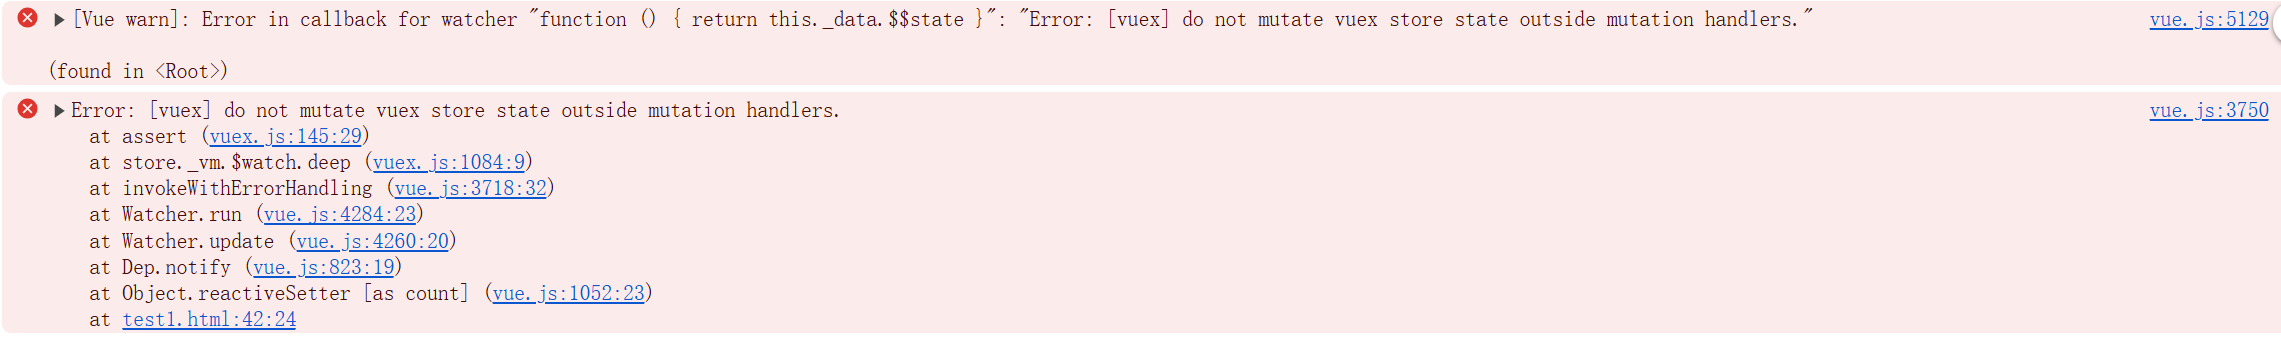 [Vue warn]: Error in callback for watcher "function () { return this._data.$$state }": "Error: [vuex] do not mutate vuex store state outside mutation handlers." vue.js:5129
(found in <Root>)
Error: [vuex] do not mutate vuex store state outside mutation handlers. vue.js:3750
at assert (vuex.js:145:29)
at store._vm.$watch.deep (vuex.js:1084:9)
at invokeWithErrorHandling (vue.js:3718:32)
at Watcher.run (vue.js:4284:23)
at Watcher.update (vue.js:4260:20)
at Dep.notify (vue.js:823:19)
at Object.reactiveSetter [as count] (vue.js:1052:23)
at test1.html:42:24